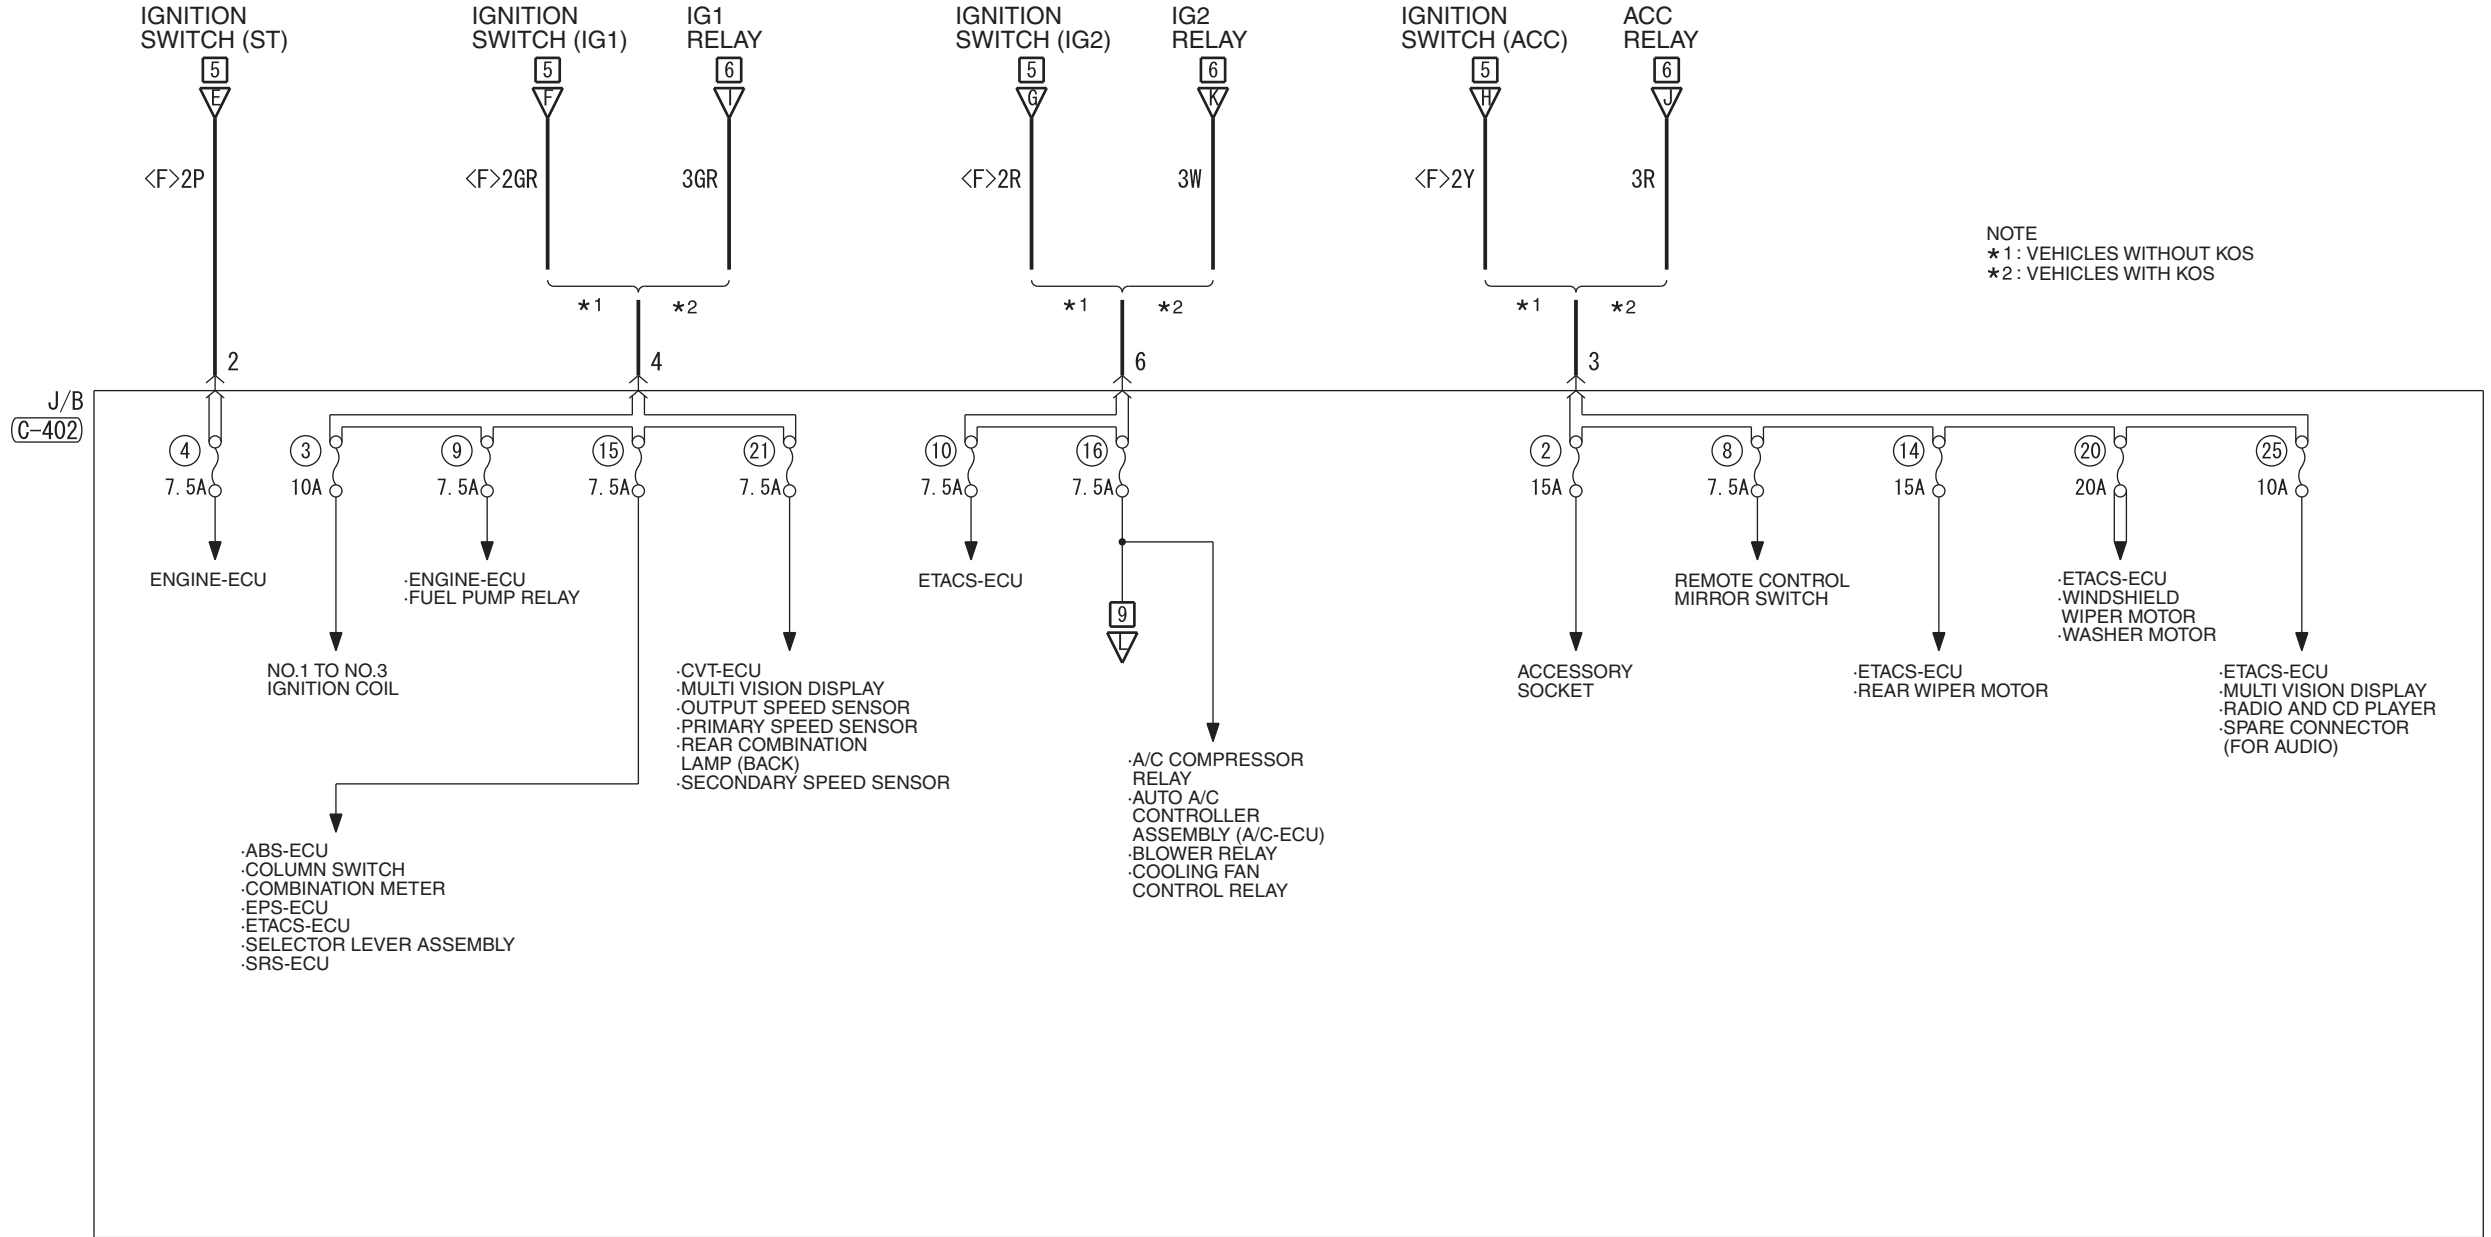 IGNITION
SWITCH (ST)
IGNITION
SWITCH (IG1)
IG1
RELAY
IGNITION
SWITCH (IG2)
IG2
RELAY
IGNITION
SWITCH (ACC)
ACC
RELAY
5
5
6
5
6
5
6
E
F
I
G
K
H
J
<F>2P
<F>2GR
3GR
<F>2R
3W
<F>2Y
3R
NOTE
*1 : VEHICLES WITHOUT KOS
*2 : VEHICLES WITH KOS
*1
*2
*1
*2
*1
*2
2
4
6
3
J/B
C-402
4
3
9
15
21
10
16
2
8
14
20
25
7.5A
10A
7.5A
7.5A
7.5A
7.5A
7.5A
15A
7.5A
15A
20A
10A
ENGINE-ECU
·ENGINE-ECU
·FUEL PUMP RELAY
ETACS-ECU
9
L
REMOTE CONTROL
MIRROR SWITCH
·ETACS-ECU
·WINDSHIELD
WIPER MOTOR
·WASHER MOTOR
NO.1 TO NO.3
IGNITION COIL
·CVT-ECU
·MULTI VISION DISPLAY
·OUTPUT SPEED SENSOR
·PRIMARY SPEED SENSOR
·REAR COMBINATION
LAMP (BACK)
·SECONDARY SPEED SENSOR
ACCESSORY
SOCKET
·ETACS-ECU
·REAR WIPER MOTOR
·ETACS-ECU
·MULTI VISION DISPLAY
·RADIO AND CD PLAYER
·SPARE CONNECTOR
(FOR AUDIO)
·A/C COMPRESSOR
RELAY
·AUTO A/C
CONTROLLER
ASSEMBLY (A/C-ECU)
·BLOWER RELAY
·COOLING FAN
CONTROL RELAY
·ABS-ECU
·COLUMN SWITCH
·COMBINATION METER
·EPS-ECU
·ETACS-ECU
·SELECTOR LEVER ASSEMBLY
·SRS-ECU